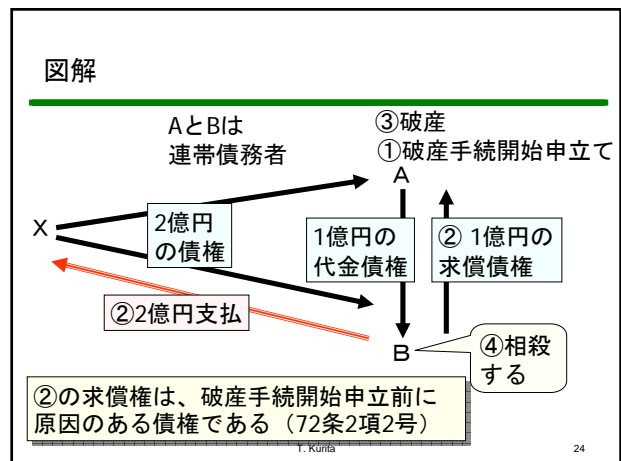 図解
AとBは
連帯債務者
③破産
①破産手続開始申立て
A
X
2億円
の債権
1億円の
代金債権
② 1億円の
求償債権
②2億円支払
B
④相殺
する
②の求償権は、破産手続開始申立前に
原因のある債権である（72条2項2号）
T. Kurita
24